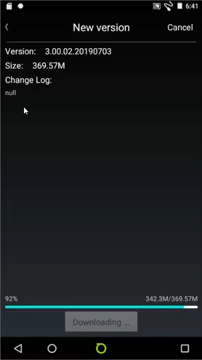 6:41
New version
Cancel
Version: 3.00.02.20190703
Size: 369.57M
Change Log:
null
92%
342.3M/369.57M
Downloading ...